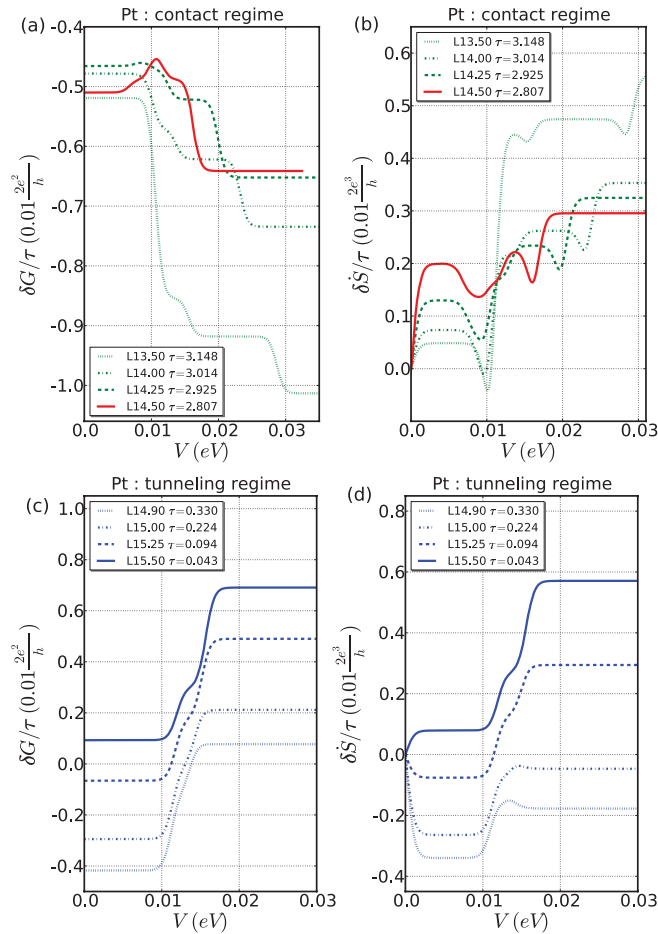 (a)
Pt : contact regime
-0.4
-0.5
-0.6
-0.7
-0.8
-0.9
-1.0
δG/τ (0.01 2e²/h)
L13.50 τ=3.148
L14.00 τ=3.014
L14.25 τ=2.925
L14.50 τ=2.807
0.0
0.01
0.02
0.03
V (eV)
(b)
Pt : contact regime
0.6
0.5
0.4
0.3
0.2
0.1
0.0
δṠ/τ (0.01 2e³/h)
L13.50 τ=3.148
L14.00 τ=3.014
L14.25 τ=2.925
L14.50 τ=2.807
0.0
0.01
0.02
0.03
V (eV)
(c)
Pt : tunneling regime
1.0
0.8
0.6
0.4
0.2
0.0
-0.2
-0.4
δG/τ (0.01 2e²/h)
L14.90 τ=0.330
L15.00 τ=0.224
L15.25 τ=0.094
L15.50 τ=0.043
0.0
0.01
0.02
0.03
V (eV)
(d)
Pt : tunneling regime
0.8
0.6
0.4
0.2
0.0
-0.2
-0.4
δṠ/τ (0.01 2e³/h)
L14.90 τ=0.330
L15.00 τ=0.224
L15.25 τ=0.094
L15.50 τ=0.043
0.0
0.01
0.02
0.03
V (eV)